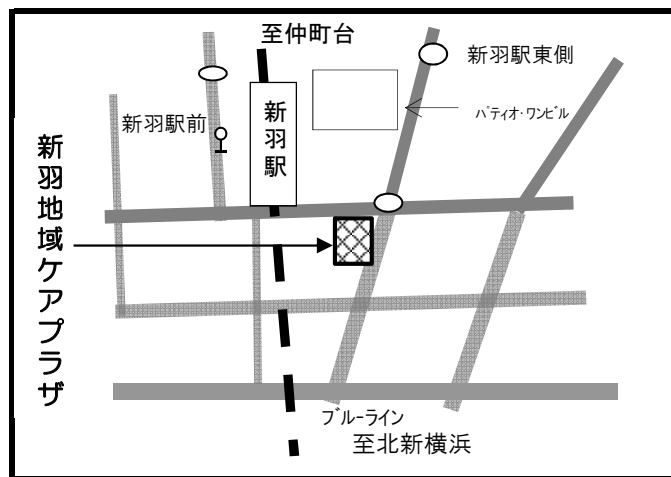 至仲町台
新羽駅東側
新羽駅
パティオ・ワンビル
新羽駅前
新羽地域ケアプラザ
ブルーライン
至北新横浜